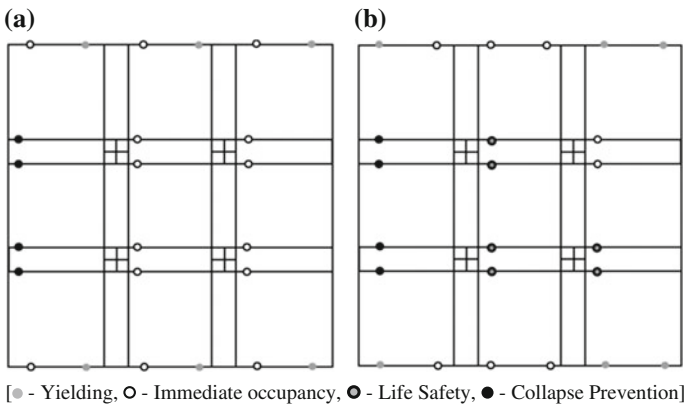 (a) (b)
[ - Yielding, - Immediate occupancy, - Life Safety, - Collapse Prevention]